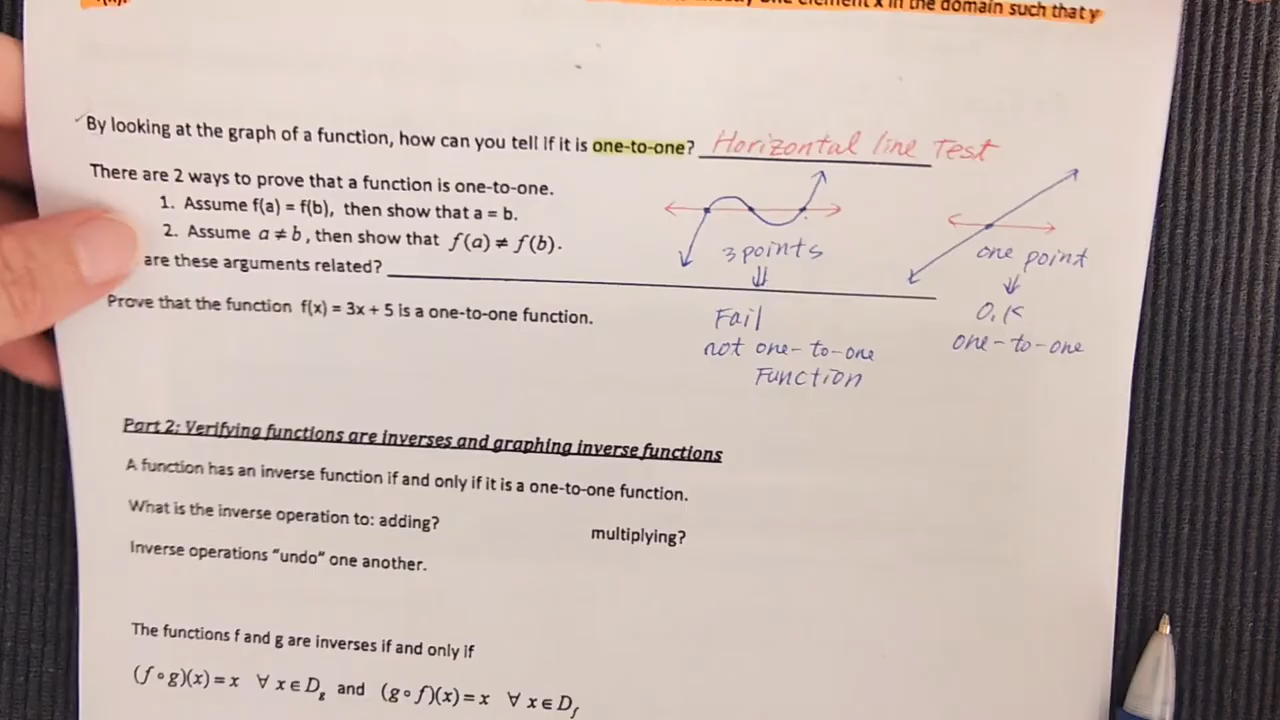 element x in the domain such that y
By looking at the graph of a function, how can you tell if it is one-to-one? Horizontal line Test
There are 2 ways to prove that a function is one-to-one.
1. Assume f(a) = f(b), then show that a = b.
2. Assume a ≠ b, then show that f(a) ≠ f(b).
are these arguments related?
3 points
⇓
Fail
not one-to-one
Function
one point
⇓
O.K
one-to-one
Prove that the function f(x) = 3x + 5 is a one-to-one function.
Part 2: Verifying functions are inverses and graphing inverse functions
A function has an inverse function if and only if it is a one-to-one function.
What is the inverse operation to: adding? multiplying?
Inverse operations “undo” one another.
The functions f and g are inverses if and only if
(f∘g)(x) = x ∀ x ∈ D_g and (g∘f)(x) = x ∀ x ∈ D_f